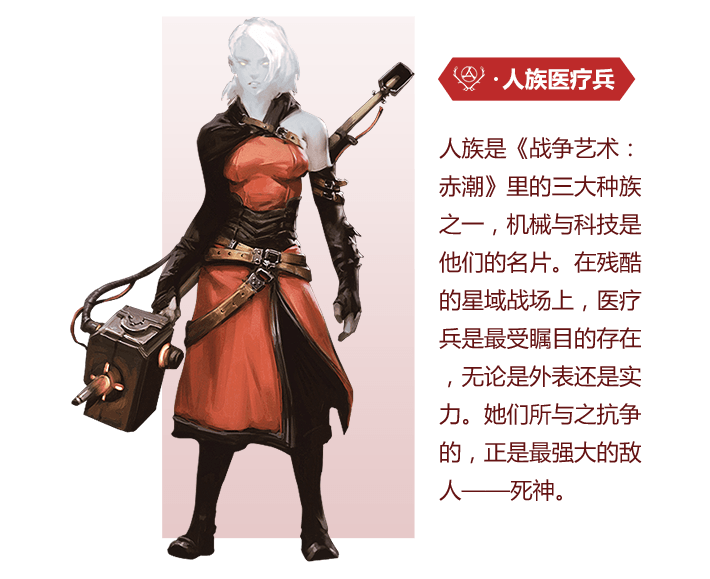 ·人族医疗兵
人族是《战争艺术：
赤潮》里的三大种族
之一，机械与科技是
他们的名片。在残酷
的星域战场上，医疗
兵是最受瞩目的存在
，无论是外表还是实
力。她们所与之抗争
的，正是最强大的敌
人——死神。